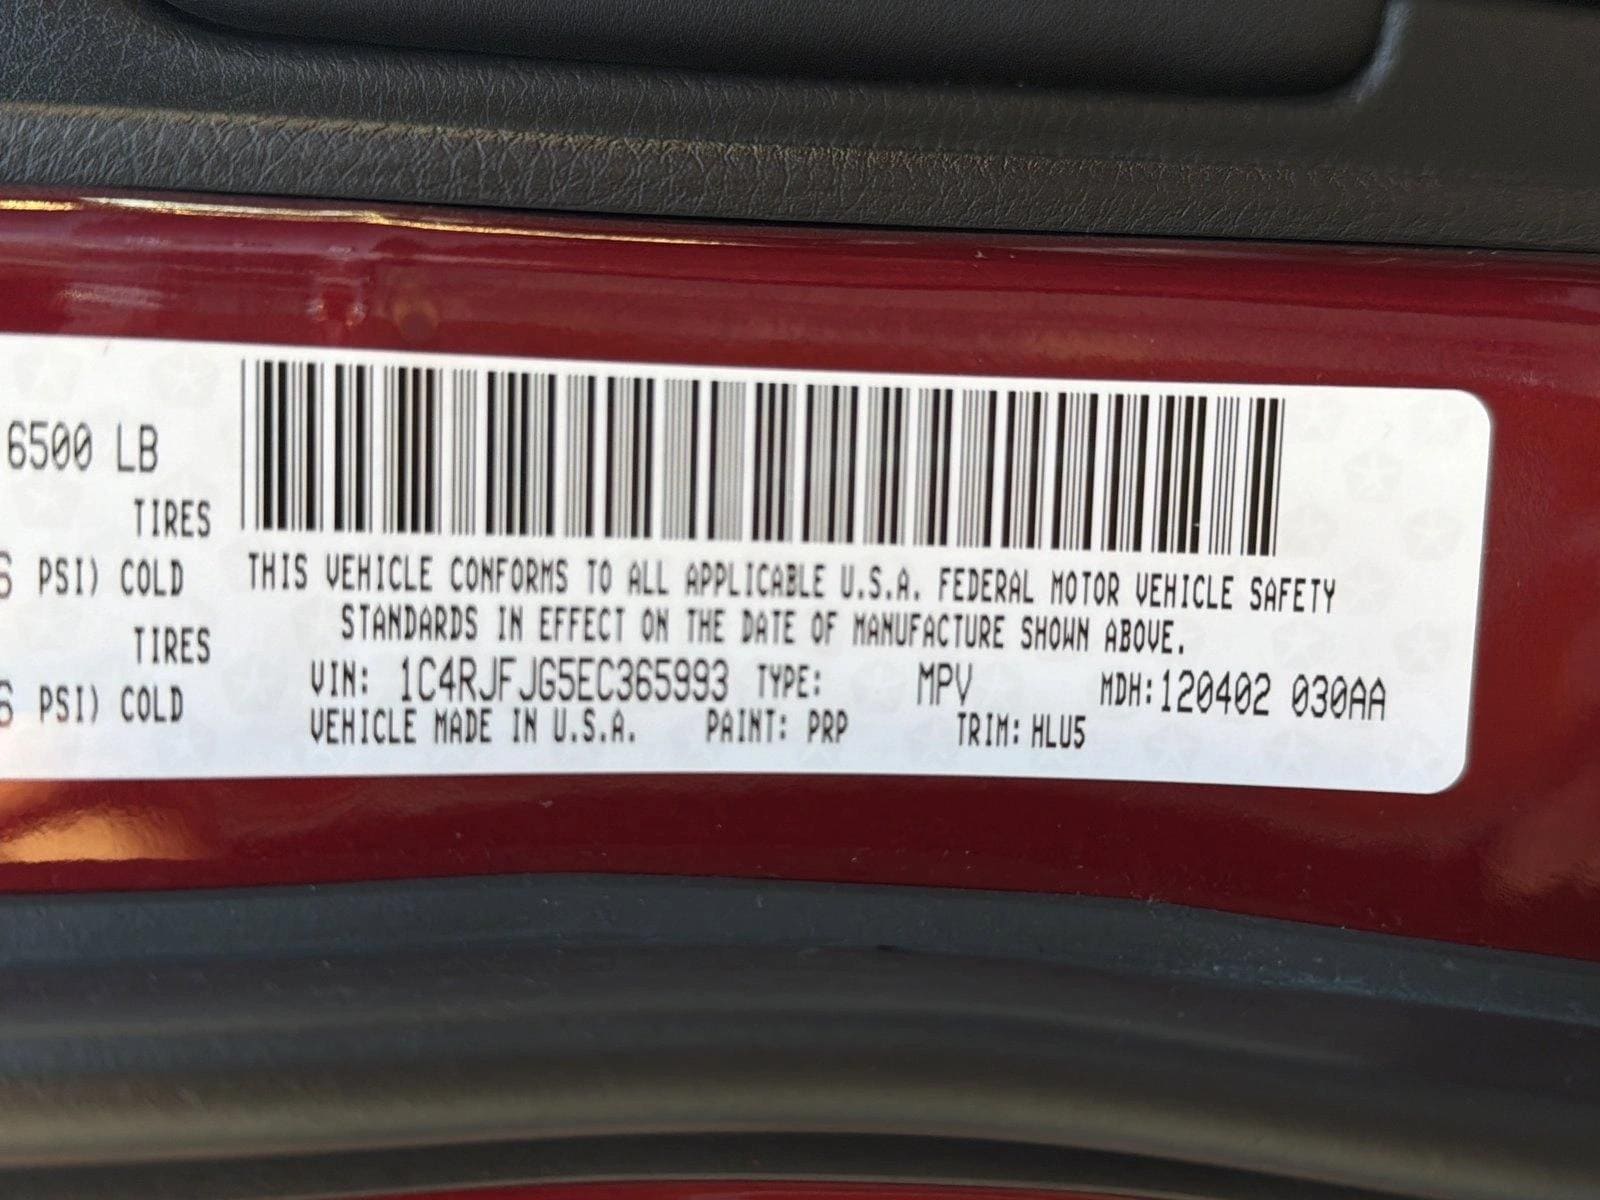 6500 LB
TIRES
6 PSI) COLD
TIRES
6 PSI) COLD
THIS VEHICLE CONFORMS TO ALL APPLICABLE U.S.A. FEDERAL MOTOR VEHICLE SAFETY
STANDARDS IN EFFECT ON THE DATE OF MANUFACTURE SHOWN ABOVE.
VIN: 1C4RJFJG5EC365993 TYPE: MPV MDH:120402 030AA
VEHICLE MADE IN U.S.A. PAINT: PRP TRIM: HLU5